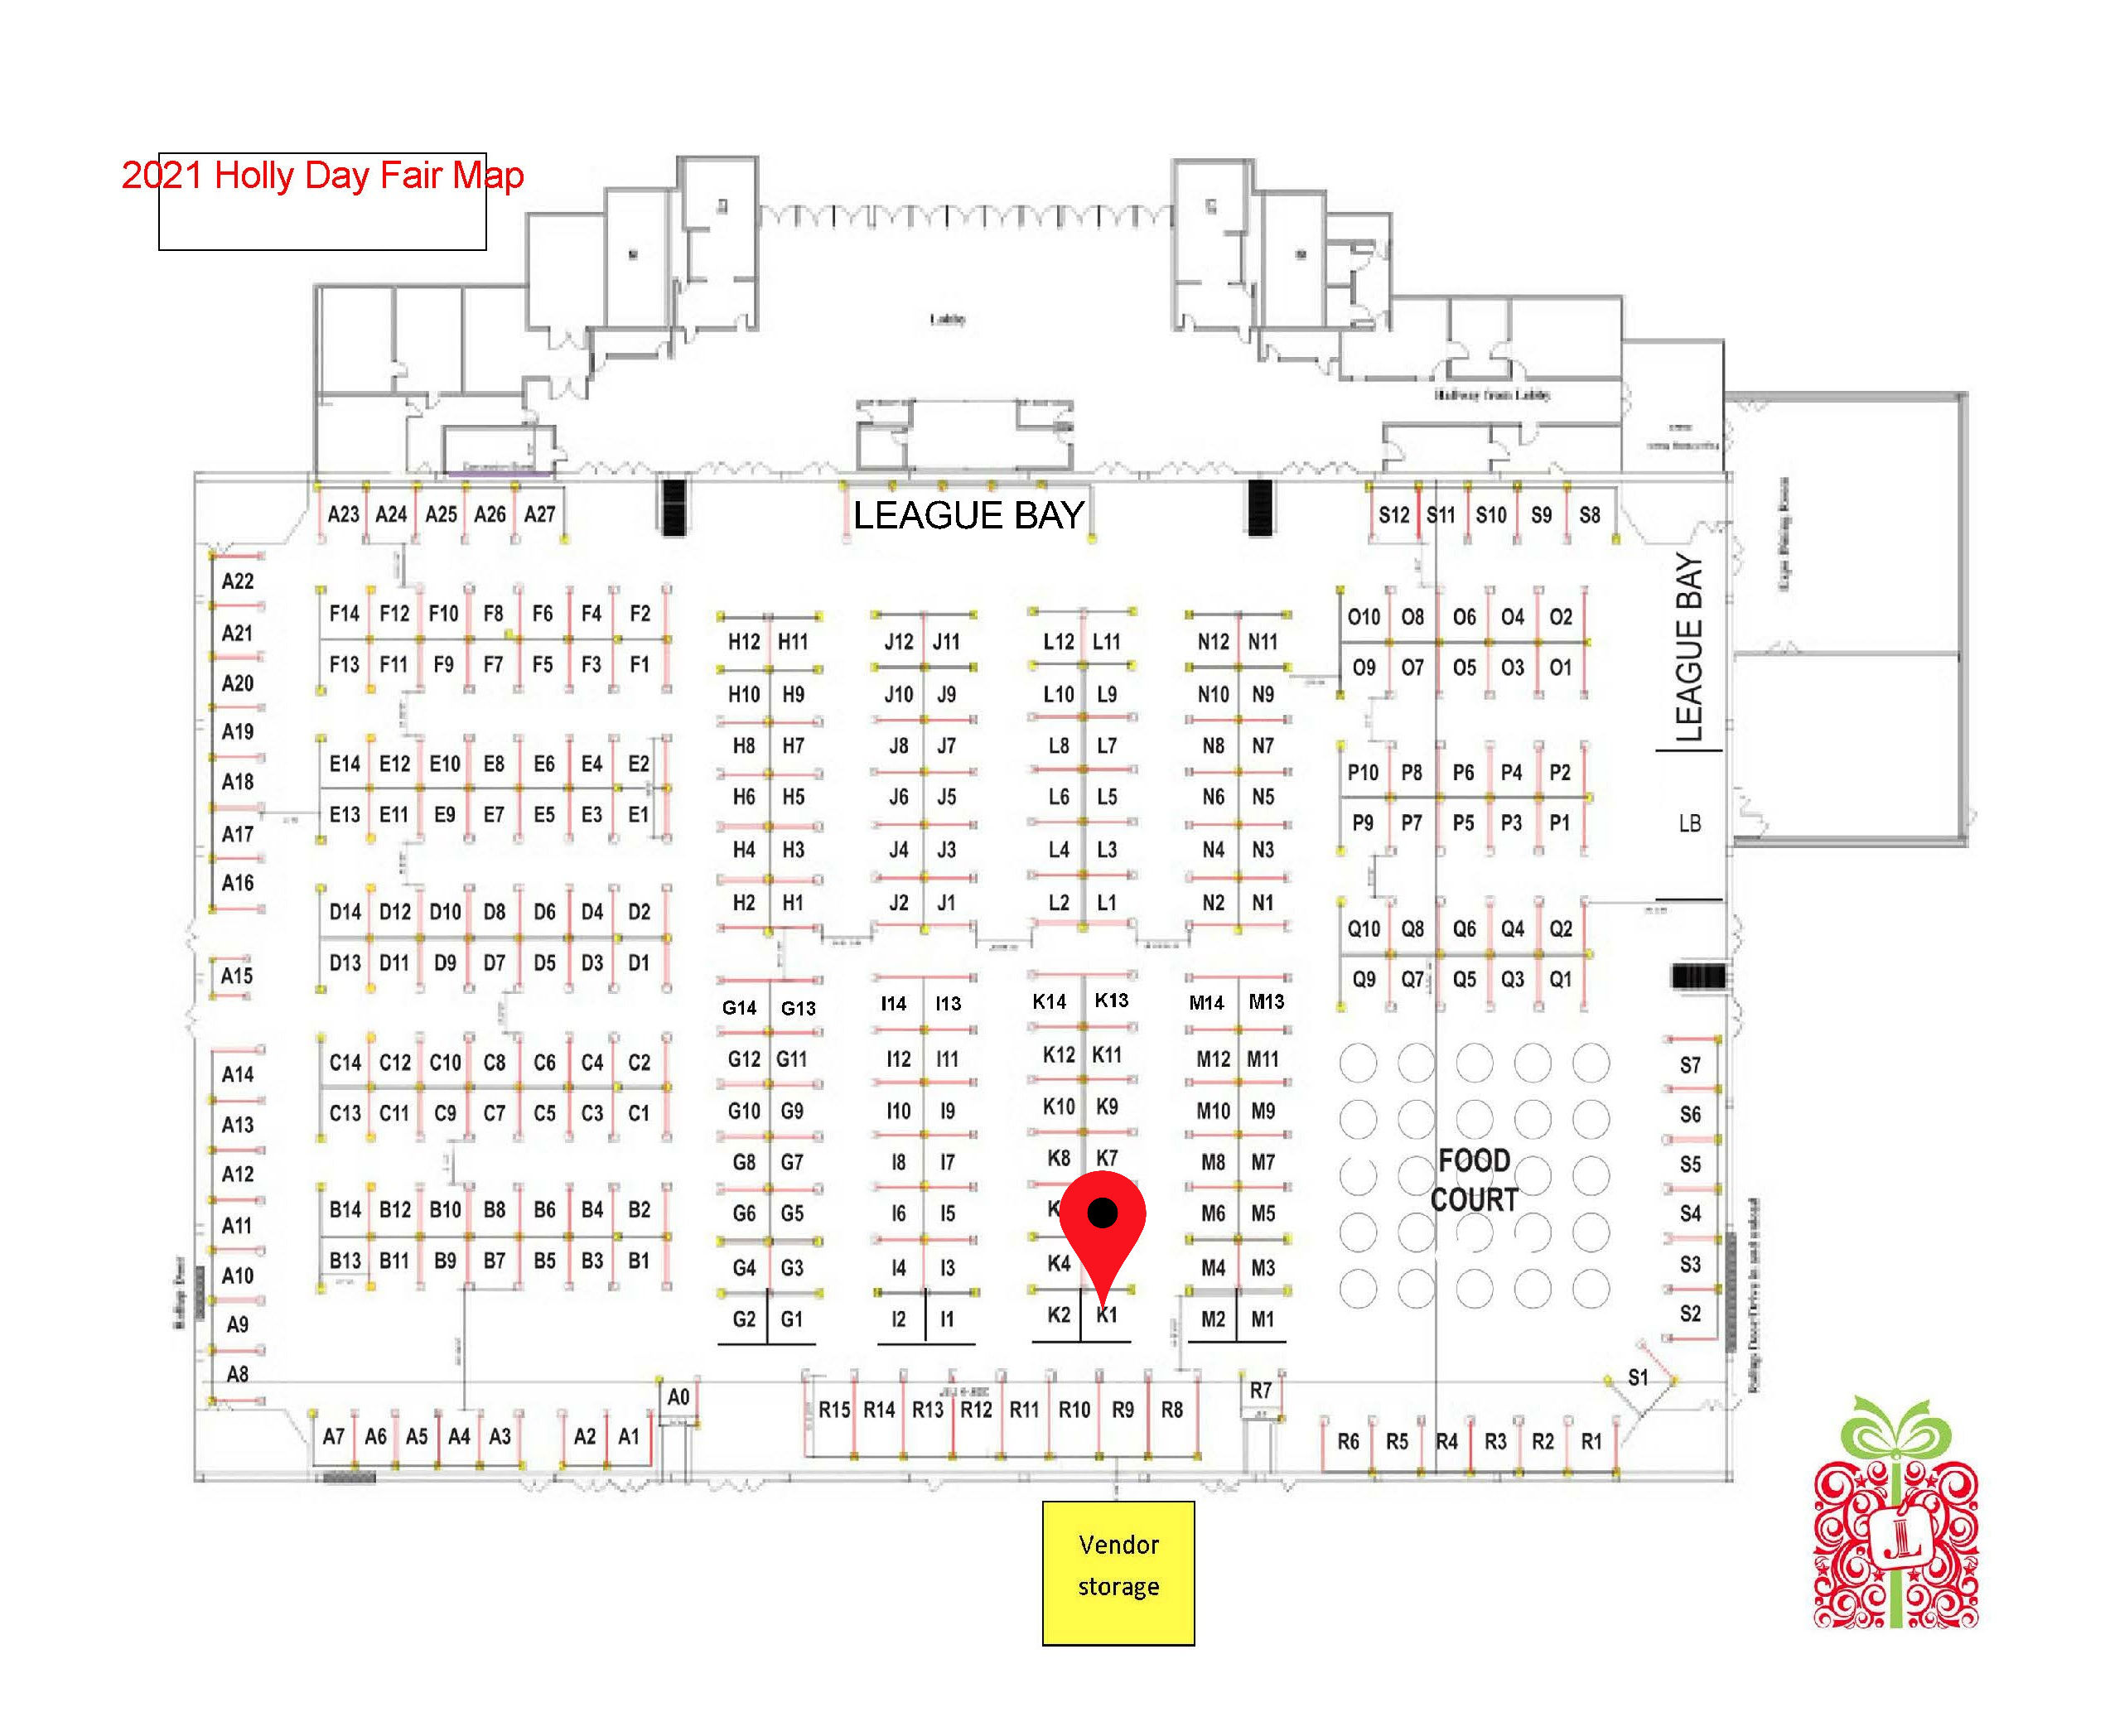 2021 Holly Day Fair Map
Lobby
Hallway from Lobby
LEAGUE BAY
A23 A24 A25 A26 A27
S12 S11 S10 S9 S8
A22
A21
A20
A19
A18
A17
A16
A15
A14
A13
A12
A11
A10
A9
A8
F14 F12 F10 F8 F6 F4 F2
F13 F11 F9 F7 F5 F3 F1
E14 E12 E10 E8 E6 E4 E2
E13 E11 E9 E7 E5 E3 E1
D14 D12 D10 D8 D6 D4 D2
D13 D11 D9 D7 D5 D3 D1
C14 C12 C10 C8 C6 C4 C2
C13 C11 C9 C7 C5 C3 C1
B14 B12 B10 B8 B6 B4 B2
B13 B11 B9 B7 B5 B3 B1
H12 H11
H10 H9
H8 H7
H6 H5
H4 H3
H2 H1
G14 G13
G12 G11
G10 G9
G8 G7
G6 G5
G4 G3
G2 G1
J12 J11
J10 J9
J8 J7
J6 J5
J4 J3
J2 J1
I14 I13
I12 I11
I10 I9
I8 I7
I6 I5
I4 I3
I2 I1
L12 L11
L10 L9
L8 L7
L6 L5
L4 L3
L2 L1
K14 K13
K12 K11
K10 K9
K8 K7
K
K4
K2 K1
N12 N11
N10 N9
N8 N7
N6 N5
N4 N3
N2 N1
M14 M13
M12 M11
M10 M9
M8 M7
M6 M5
M4 M3
M2 M1
O10 O8 O6 O4 O2
O9 O7 O5 O3 O1
P10 P8 P6 P4 P2
P9 P7 P5 P3 P1
Q10 Q8 Q6 Q4 Q2
Q9 Q7 Q5 Q3 Q1
LEAGUE BAY
LB
FOOD
COURT
S7
S6
S5
S4
S3
S2
S1
A7 A6 A5 A4 A3 A2 A1
A0
R15 R14 R13 R12 R11 R10 R9 R8
R7
R6 R5 R4 R3 R2 R1
Vendor
storage
JL